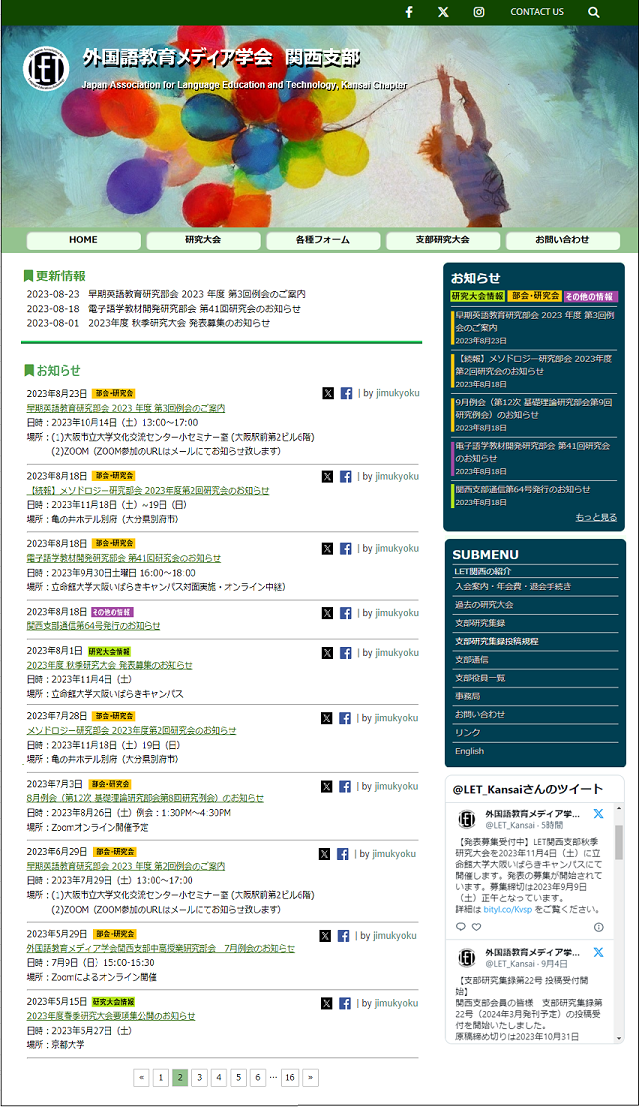 CONTACT US
LET
外国語教育メディア学会 関西支部
Japan Association for Language Education and Technology, Kansai Chapter
HOME
研究大会
各種フォーム
支部研究大会
お問い合わせ
更新情報
2023-08-23 早期英語教育研究部会 2023 年度 第3回例会のご案内
2023-08-18 電子語学教材開発研究部会 第41回研究会のお知らせ
2023-08-01 2023年度 秋季研究大会 発表募集のお知らせ
お知らせ
2023年8月23日 部会・研究会 | by jimukyoku
早期英語教育研究部会 2023 年度 第3回例会のご案内
日時：2023年10月14日（土）13:00～17:00
場所：(1)大阪市立大学文化交流センター小セミナー室 (大阪駅前第2ビル6階)
(2)ZOOM（ZOOM参加のURLはメールにてお知らせ致します）
2023年8月18日 部会・研究会 | by jimukyoku
【続報】メソドロジー研究部会 2023年度第2回研究会のお知らせ
日時：2023年11月18日（土）～19日（日）
場所：亀の井ホテル別府（大分県別府市）
2023年8月18日 部会・研究会 | by jimukyoku
電子語学教材開発研究部会 第41回研究会のお知らせ
日時：2023年9月30日土曜日 16:00～18:00
場所：立命館大学大阪いばらきキャンパス対面実施・オンライン中継）
2023年8月18日 その他の情報 | by jimukyoku
関西支部通信第64号発行のお知らせ
2023年8月1日 研究大会情報 | by jimukyoku
2023年度 秋季研究大会 発表募集のお知らせ
日時：2023年11月4日（土）
場所：立命館大学大阪いばらきキャンパス
2023年7月28日 部会・研究会 | by jimukyoku
メソドロジー研究部会 2023年度第2回研究会のお知らせ
日時：2023年11月18日（土）19日（日）
場所：亀の井ホテル別府（大分県別府市）
2023年7月3日 部会・研究会 | by jimukyoku
8月例会（第12次 基礎理論研究部会第8回研究例会）のお知らせ
日時：2023年8月26日（土）例会：1:30PM～4:30PM
場所：Zoomオンライン開催予定
2023年6月29日 部会・研究会 | by jimukyoku
早期英語教育研究部会 2023 年度 第2回例会のご案内
日時：2023年7月29日（土）13:00～17:00
場所：(1)大阪市立大学文化交流センター小セミナー室 (大阪駅前第2ビル6階)
(2)ZOOM（ZOOM参加のURLはメールにてお知らせ致します）
2023年5月29日 部会・研究会 | by jimukyoku
外国語教育メディア学会関西支部中高授業研究部会 7月例会のお知らせ
日時：7月9日（日）15:00-15:30
場所：Zoomによるオンライン開催
2023年5月15日 研究大会情報 | by jimukyoku
2023年度春季研究大会要項集公開のお知らせ
日時：2023年5月27日（土）
場所：京都大学
« 1 2 3 4 5 6 … 16 »
お知らせ
研究大会情報 部会・研究会 その他の情報
早期英語教育研究部会 2023 年度 第3回例
会のご案内
2023年8月23日
【続報】メソドロジー研究部会 2023年度
第2回研究会のお知らせ
2023年8月18日
9月例会（第12次 基礎理論研究部会第9回
研究例会）のお知らせ
2023年8月18日
電子語学教材開発研究部会 第41回研究会
のお知らせ
2023年8月18日
関西支部通信第64号発行のお知らせ
2023年8月18日
もっと見る
SUBMENU
LET関西の紹介
入会案内・年会費・退会手続き
過去の研究大会
支部研究集録
支部研究集録投稿規程
支部通信
支部役員一覧
事務局
お問い合わせ
リンク
English
@LET_Kansaiさんのツイート
外国語教育メディア学…
@LET_Kansai · 5時間
【発表募集受付中】LET関西支部秋季
研究大会を2023年11月4日（土）に立
命館大学大阪いばらきキャンパスにて
開催します。発表の募集が開始されて
います。募集締切は2023年9月9日
（土）正午となっています。
詳細は bityl.co/Kvsp をご覧ください。
外国語教育メディア学…
@LET_Kansai · 9月4日
【支部研究集録第22号 投稿受付開
始】
関西支部会員の皆様 支部研究集録第
22号（2024年3月発刊予定）の投稿受
付を開始いたしました。
原稿締め切りは2023年10月31日